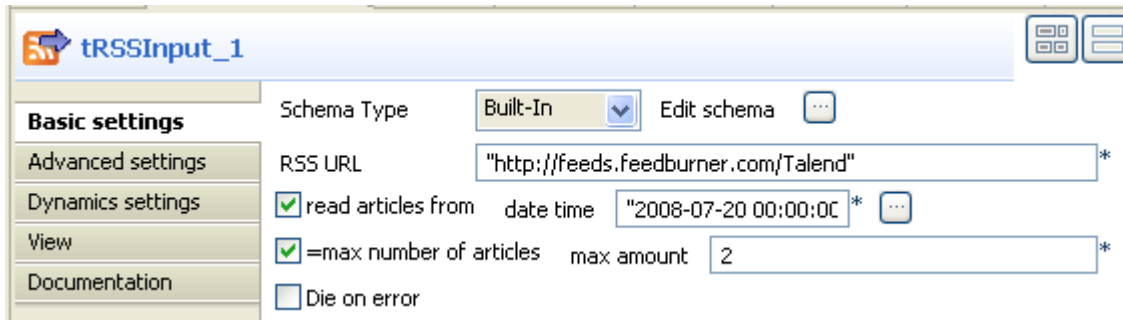 tRSSInput_1
Basic settings
Advanced settings
Dynamics settings
View
Documentation
Schema Type Built-In Edit schema ...
RSS URL "http://feeds.feedburner.com/Talend" *
read articles from date time "2008-07-20 00:00:0 * ...
=max number of articles max amount 2 *
Die on error